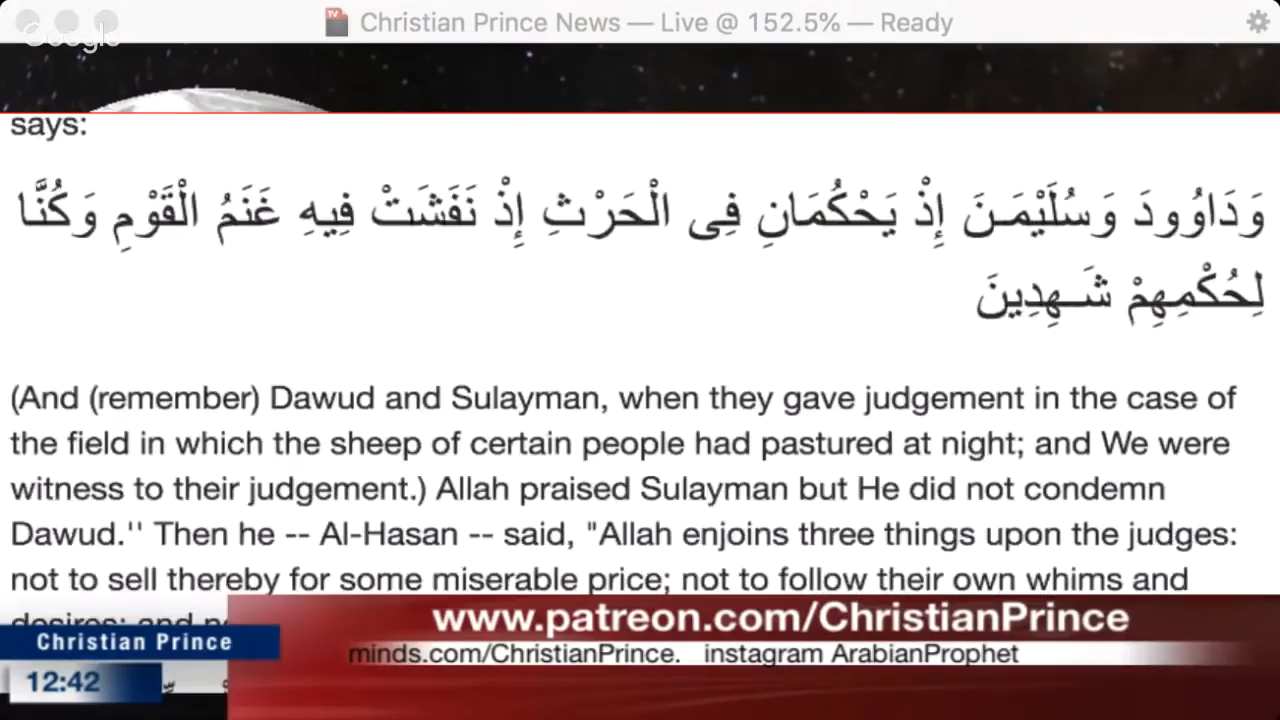 Christian Prince News — Live @ 152.5% — Ready
Google
says:
وَدَاوُودَ وَسُلَيْمَـنَ إِذْ يَحْكُمَانِ فِى الْحَرْثِ إِذْ نَفَشَتْ فِيهِ غَنَمُ الْقَوْمِ وَكُنَّا
لِحُكْمِهِمْ شَـهِدِينَ
(And (remember) Dawud and Sulayman, when they gave judgement in the case of
the field in which the sheep of certain people had pastured at night; and We were
witness to their judgement.) Allah praised Sulayman but He did not condemn
Dawud.'' Then he -- Al-Hasan -- said, "Allah enjoins three things upon the judges:
not to sell thereby for some miserable price; not to follow their own whims and
desires; and
www.patreon.com/ChristianPrince
Christian Prince
minds.com/ChristianPrince. instagram ArabianProphet
12:42